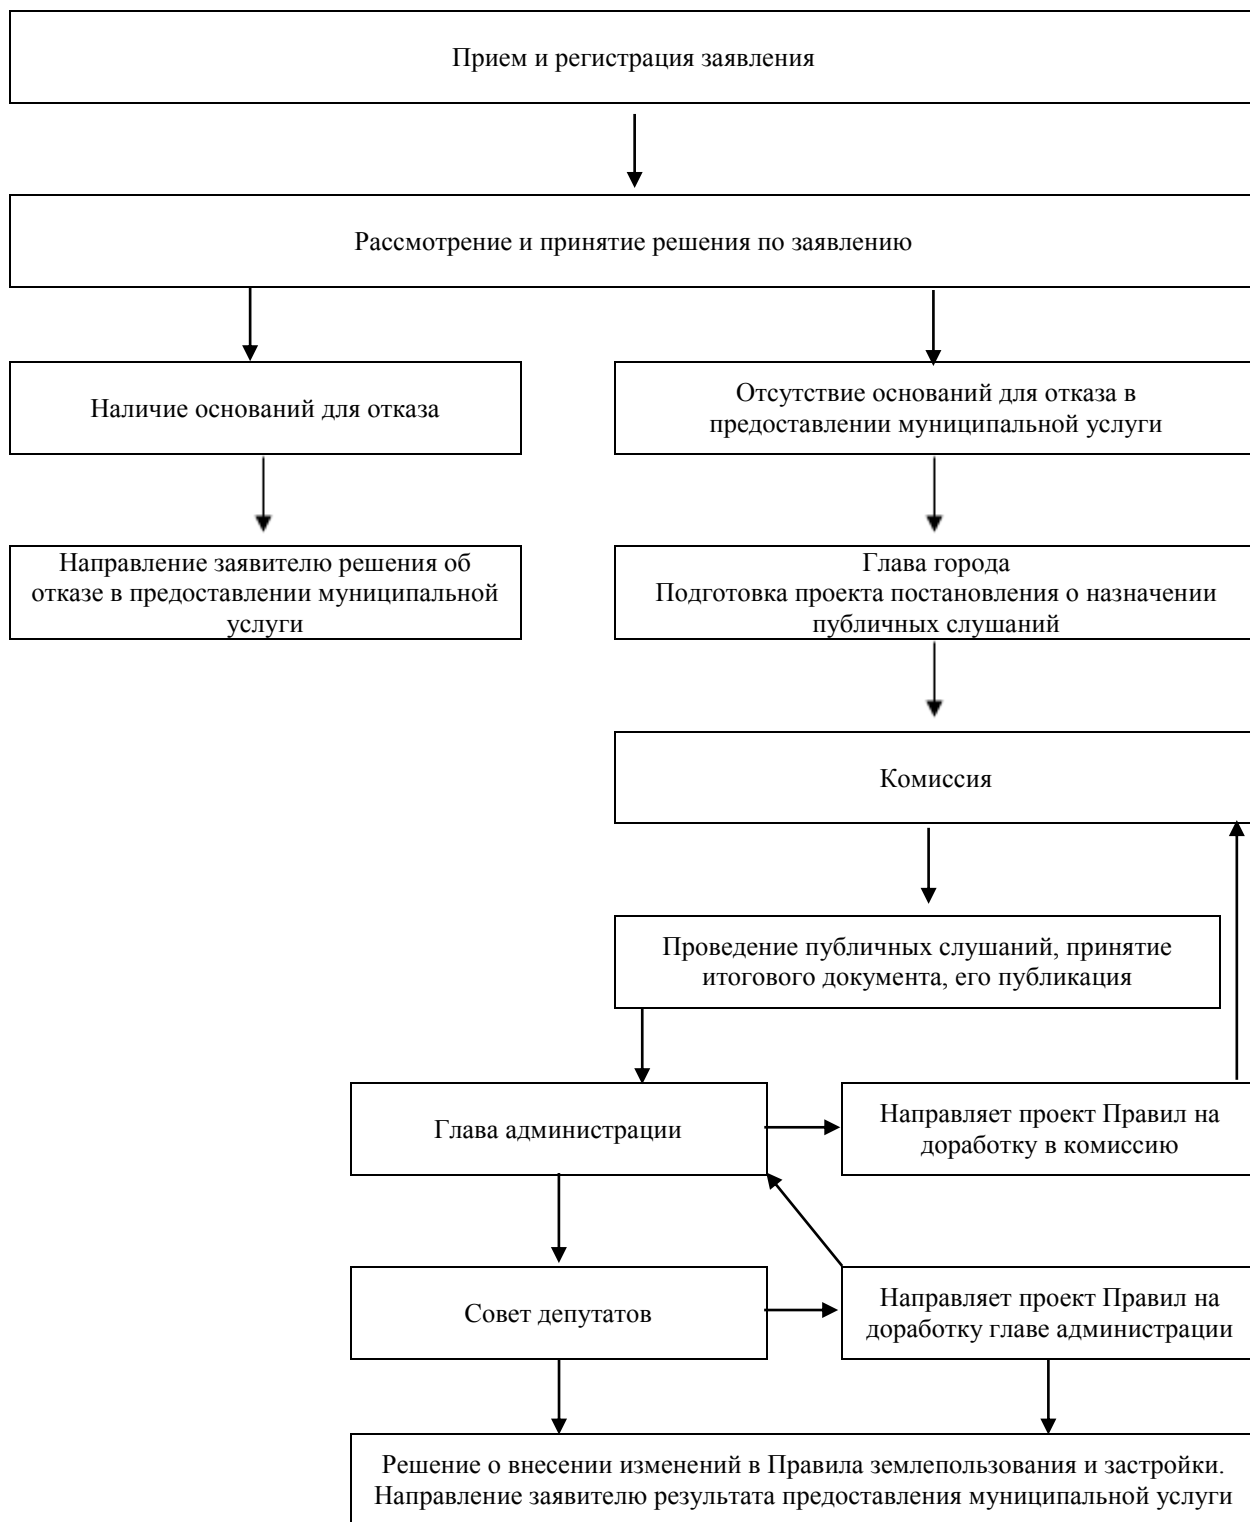 Прием и регистрация заявления
Рассмотрение и принятие решения по заявлению
Наличие оснований для отказа
Отсутствие оснований для отказа в
предоставлении муниципальной услуги
Направление заявителю решения об
отказе в предоставлении муниципальной
услуги
Глава города
Подготовка проекта постановления о назначении
публичных слушаний
Комиссия
Проведение публичных слушаний, принятие
итогового документа, его публикация
Глава администрации
Направляет проект Правил на
доработку в комиссию
Совет депутатов
Направляет проект Правил на
доработку главе администрации
Решение о внесении изменений в Правила землепользования и застройки.
Направление заявителю результата предоставления муниципальной услуги